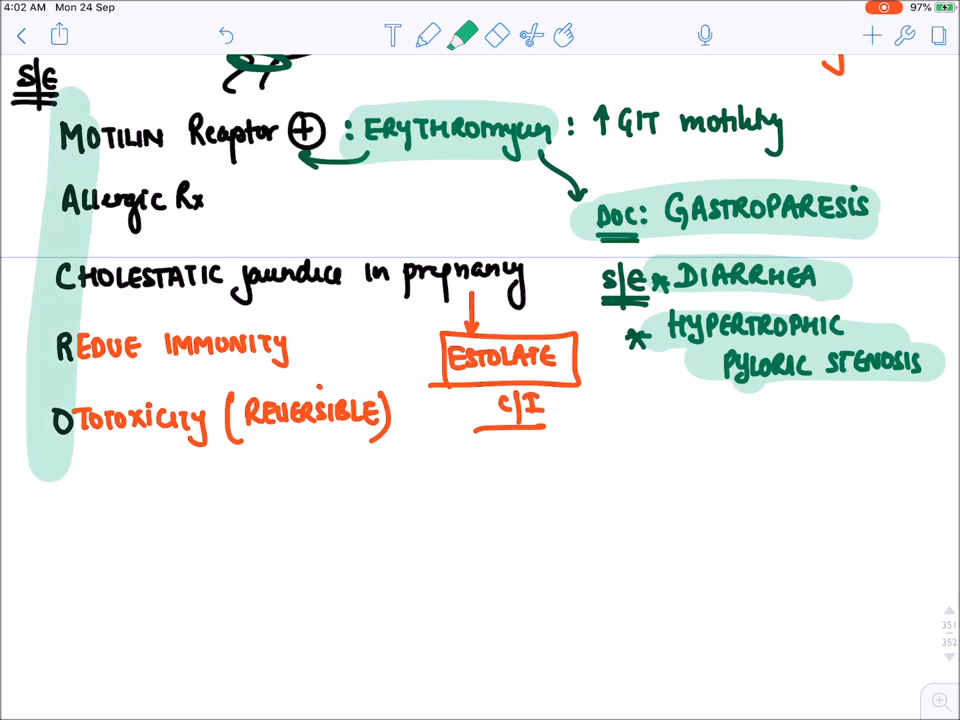 4:02 AM Mon 24 Sep
97%
T
S/E
MOTILIN Reaptor + : ERYTHROmycin : ↑ GIT motility
Allergic Rx
DOC: GASTROPARESIS
CHOLESTATIC jaundice in pregnancy
S/E * DIARRHEA
* HYPERTROPHIC
PYLORIC STENOSIS
REDUE IMMUNITY
ESTOLATE
C/I
OTOTOXICITY (REVERSIBLE)
351
352